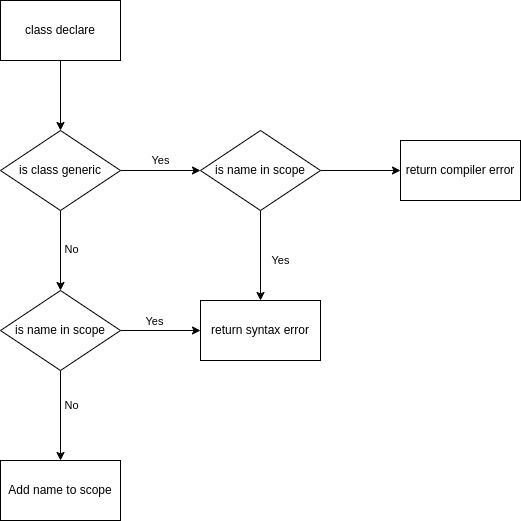 class declare
is class generic
Yes
is name in scope
return compiler error
No
Yes
is name in scope
Yes
return syntax error
No
Add name to scope